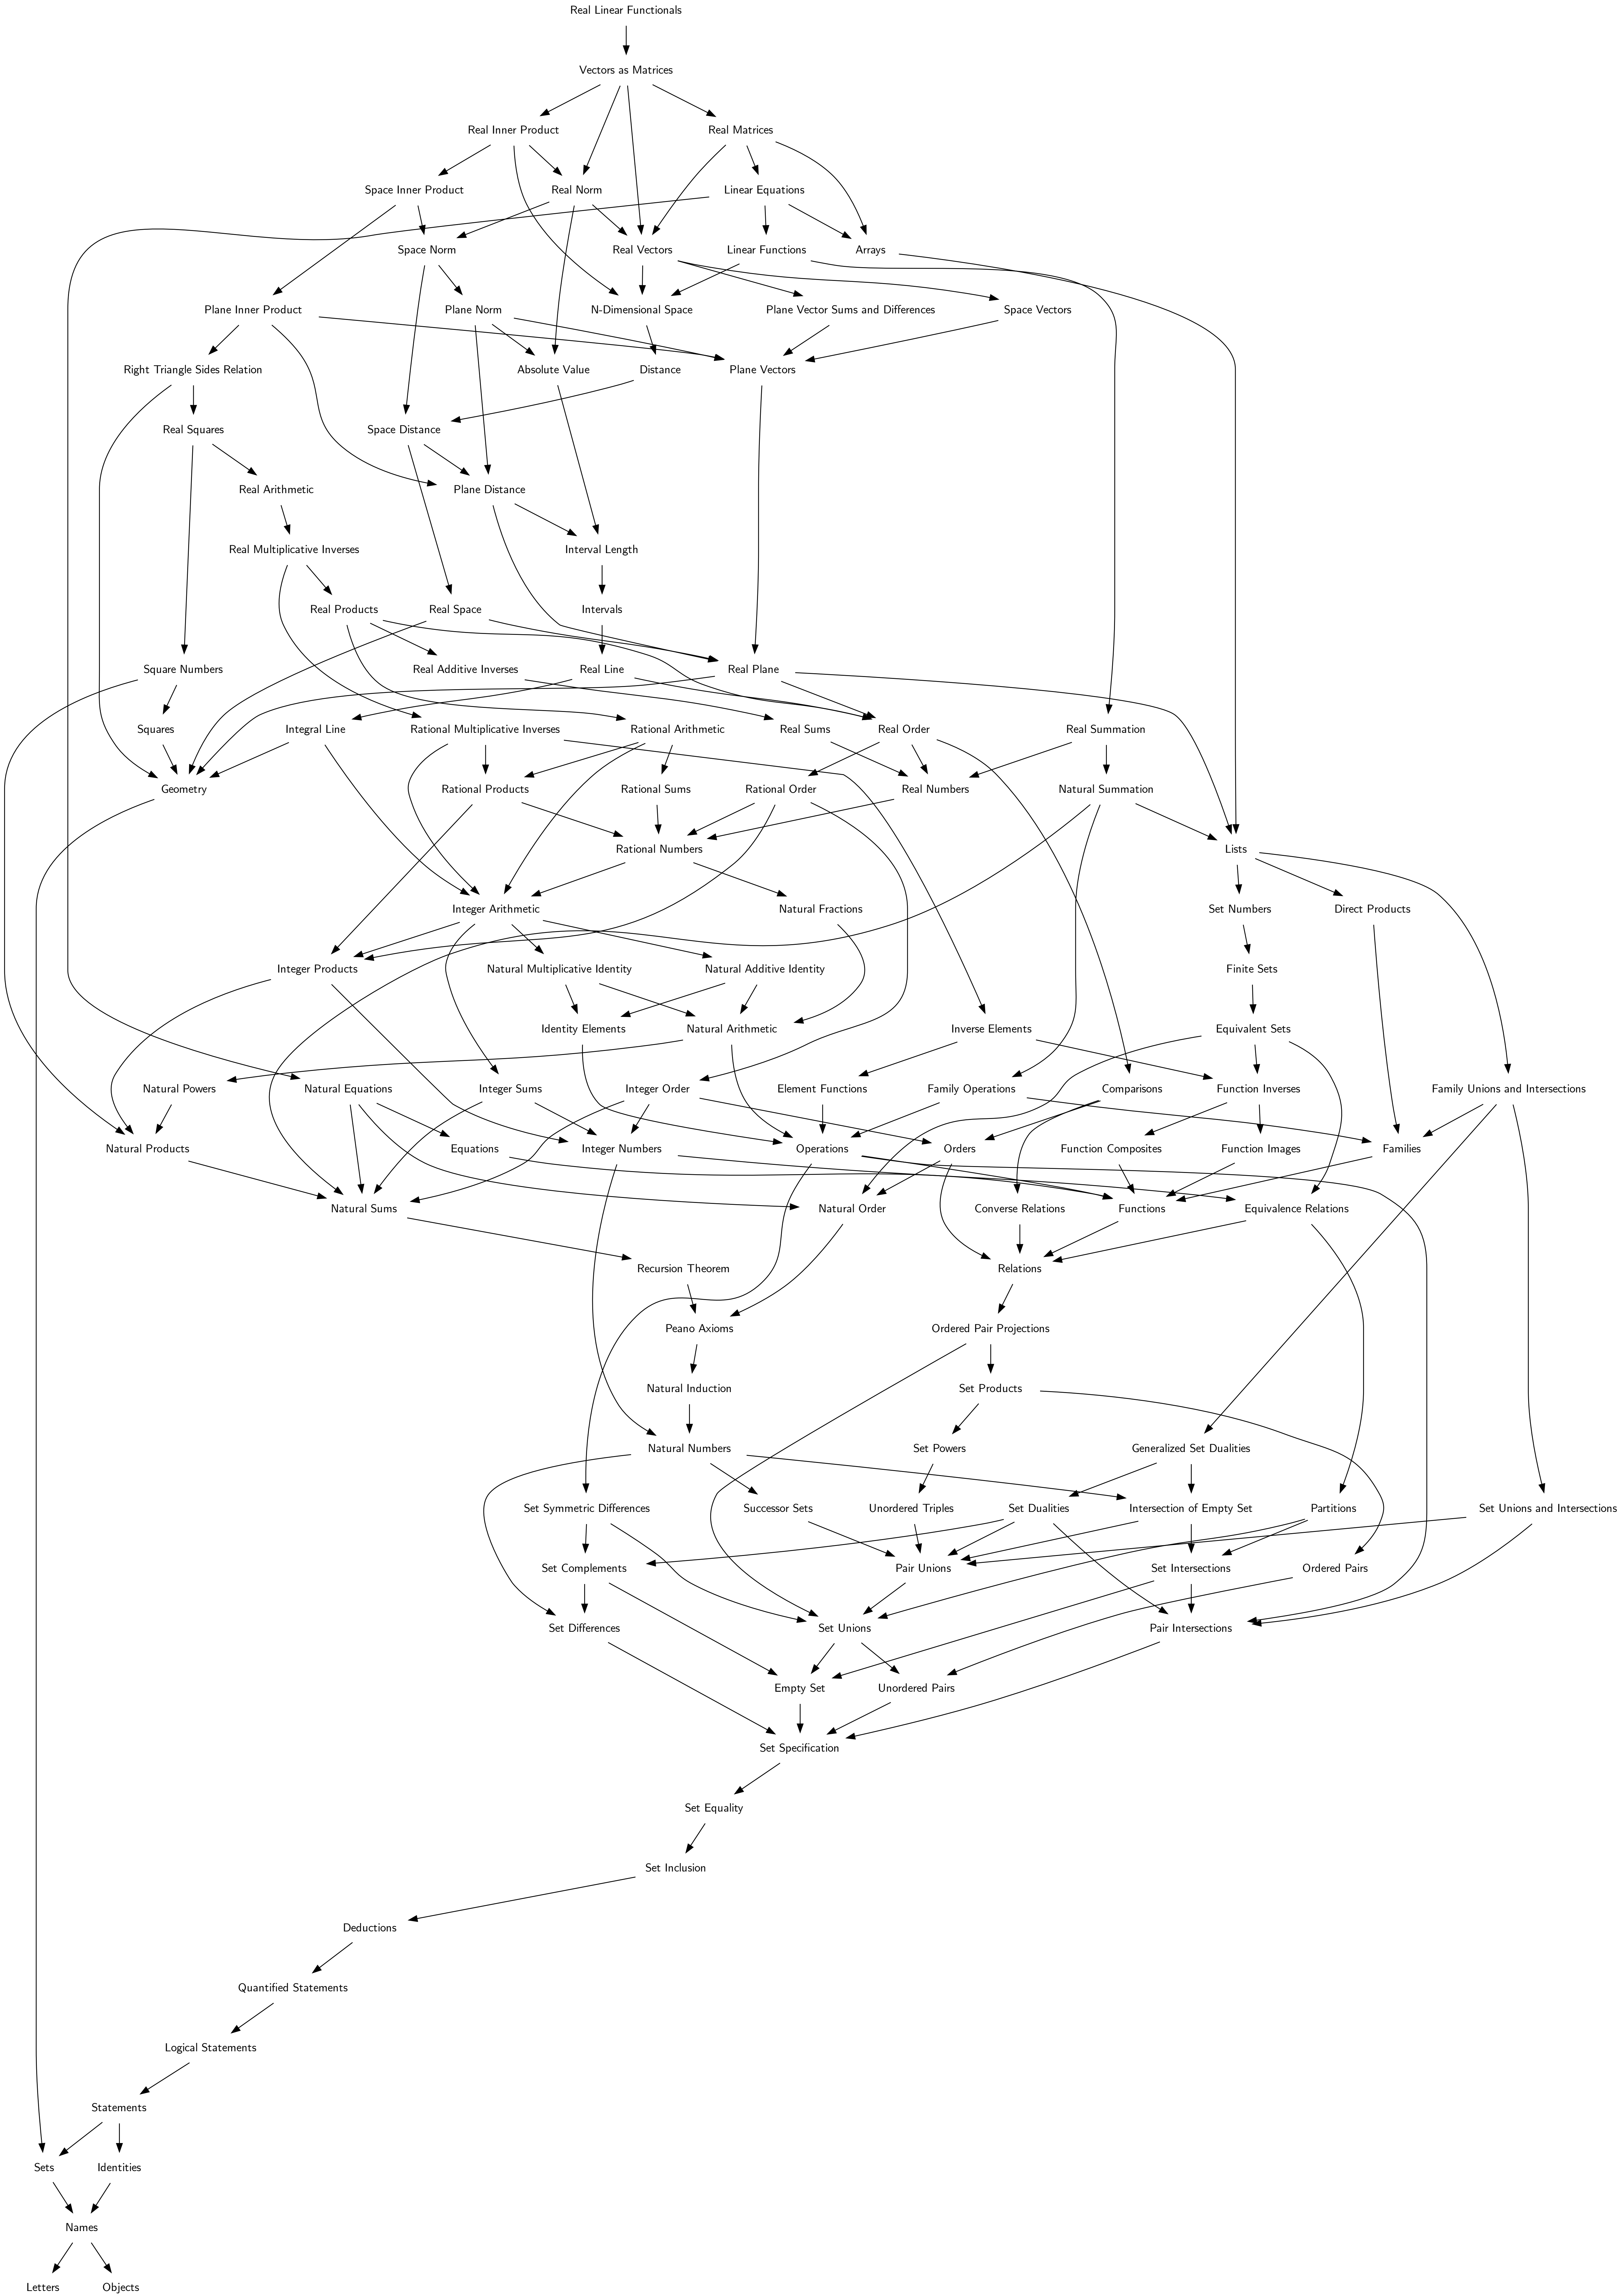 Real Linear Functionals
Vectors as Matrices
Real Inner Product
Real Matrices
Space Inner Product
Real Norm
Linear Equations
Space Norm
Real Vectors
Linear Functions
Arrays
Plane Inner Product
Plane Norm
N-Dimensional Space
Plane Vector Sums and Differences
Space Vectors
Right Triangle Sides Relation
Absolute Value
Distance
Plane Vectors
Real Squares
Space Distance
Real Arithmetic
Plane Distance
Real Multiplicative Inverses
Interval Length
Real Products
Real Space
Intervals
Square Numbers
Real Additive Inverses
Real Line
Real Plane
Squares
Integral Line
Rational Multiplicative Inverses
Rational Arithmetic
Real Sums
Real Order
Real Summation
Geometry
Rational Products
Rational Sums
Rational Order
Real Numbers
Natural Summation
Rational Numbers
Lists
Integer Arithmetic
Natural Fractions
Set Numbers
Direct Products
Integer Products
Natural Multiplicative Identity
Natural Additive Identity
Finite Sets
Identity Elements
Natural Arithmetic
Inverse Elements
Equivalent Sets
Natural Powers
Natural Equations
Integer Sums
Integer Order
Element Functions
Family Operations
Comparisons
Function Inverses
Family Unions and Intersections
Natural Products
Equations
Integer Numbers
Operations
Orders
Function Composites
Function Images
Families
Natural Sums
Natural Order
Converse Relations
Functions
Equivalence Relations
Recursion Theorem
Relations
Peano Axioms
Ordered Pair Projections
Natural Induction
Set Products
Natural Numbers
Set Powers
Generalized Set Dualities
Set Symmetric Differences
Successor Sets
Unordered Triples
Set Dualities
Intersection of Empty Set
Partitions
Set Unions and Intersections
Set Complements
Pair Unions
Set Intersections
Ordered Pairs
Set Differences
Set Unions
Pair Intersections
Empty Set
Unordered Pairs
Set Specification
Set Equality
Set Inclusion
Deductions
Quantified Statements
Logical Statements
Statements
Sets
Identities
Names
Letters
Objects